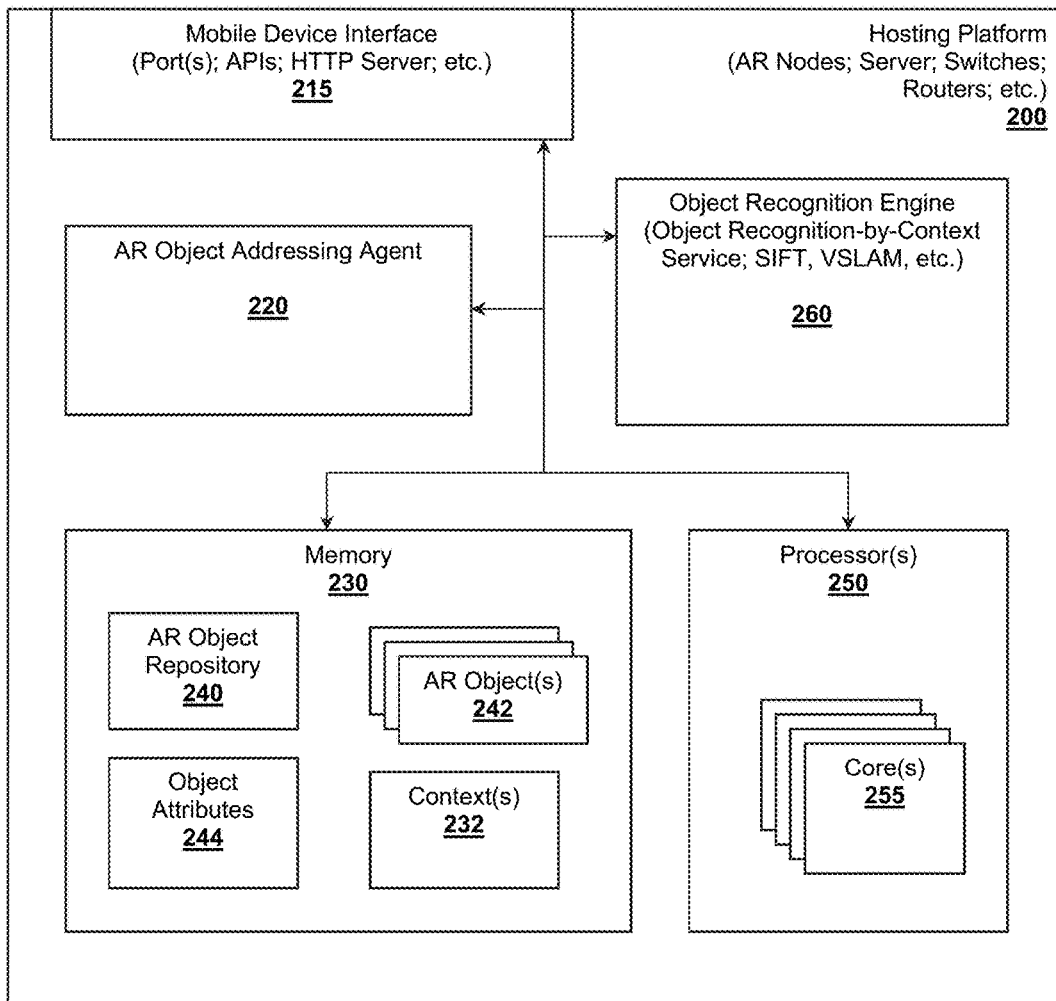 Mobile Device Interface
(Port(s); APIs; HTTP Server; etc.)
215
Hosting Platform
(AR Nodes; Server; Switches;
Routers; etc.)
200
Object Recognition Engine
(Object Recognition-by-Context
Service; SIFT, VSLAM, etc.)
260
AR Object Addressing Agent
220
Memory
230
AR Object
Repository
240
AR Object(s)
242
Object
Attributes
244
Context(s)
232
Processor(s)
250
Core(s)
255